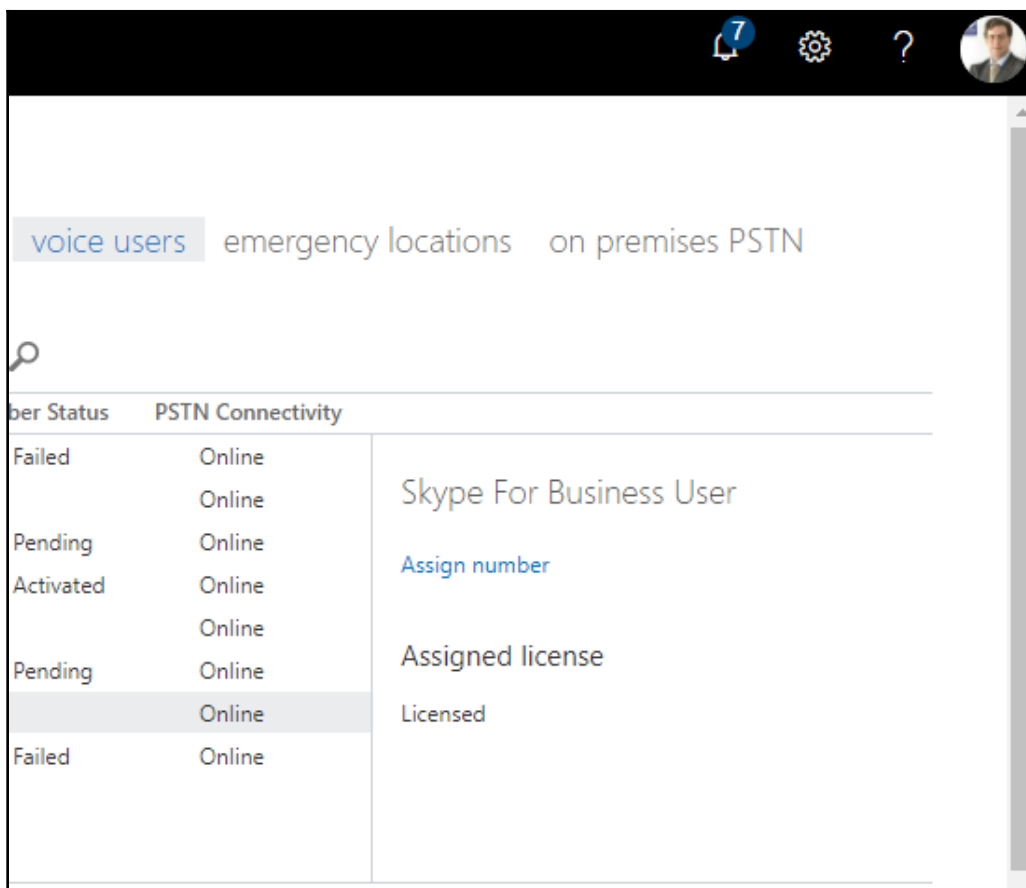 7 ?
voice users emergency locations on premises PSTN
ber Status PSTN Connectivity
Failed Online
Online
Skype For Business User
Pending Online
Assign number
Activated Online
Online
Assigned license
Pending Online
Online
Licensed
Failed Online